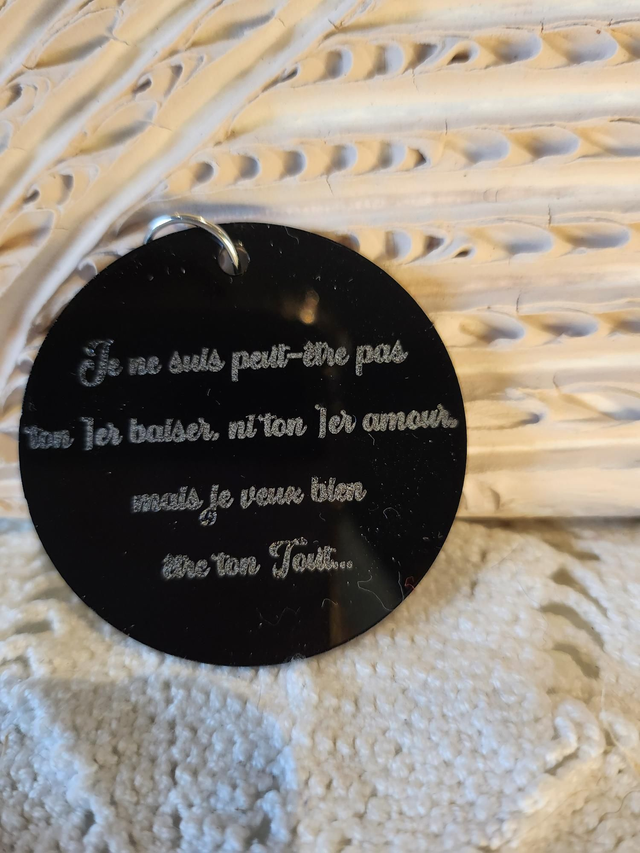 Je ne suis peut-être pas
ton 1er baiser, ni ton 1er amour,
mais je veux bien
être ton Tout...